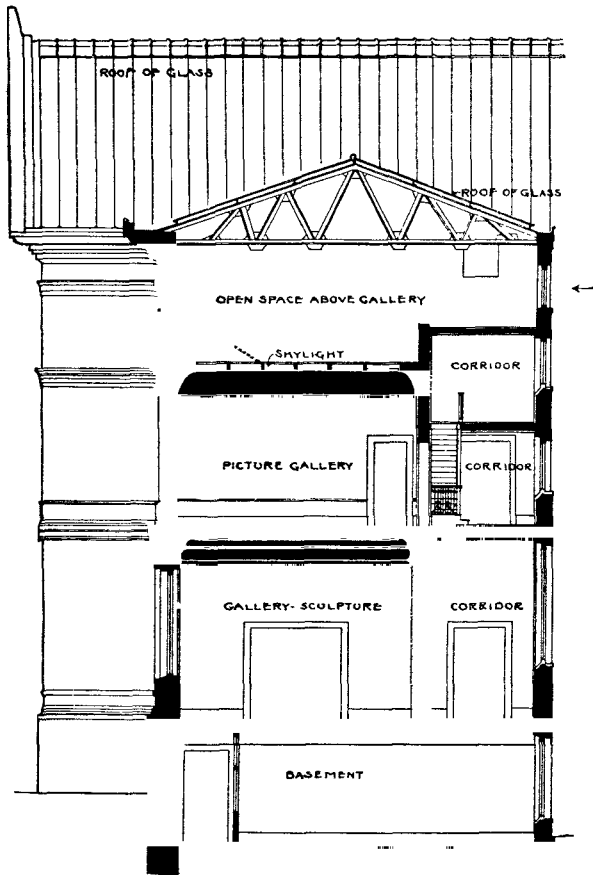 ROOF OF GLASS
ROOF OF GLASS
OPEN SPACE ABOVE GALLERY
SKYLIGHT
CORRIDOR
PICTURE GALLERY
CORRIDOR
GALLERY-SCULPTURE
CORRIDOR
BASEMENT